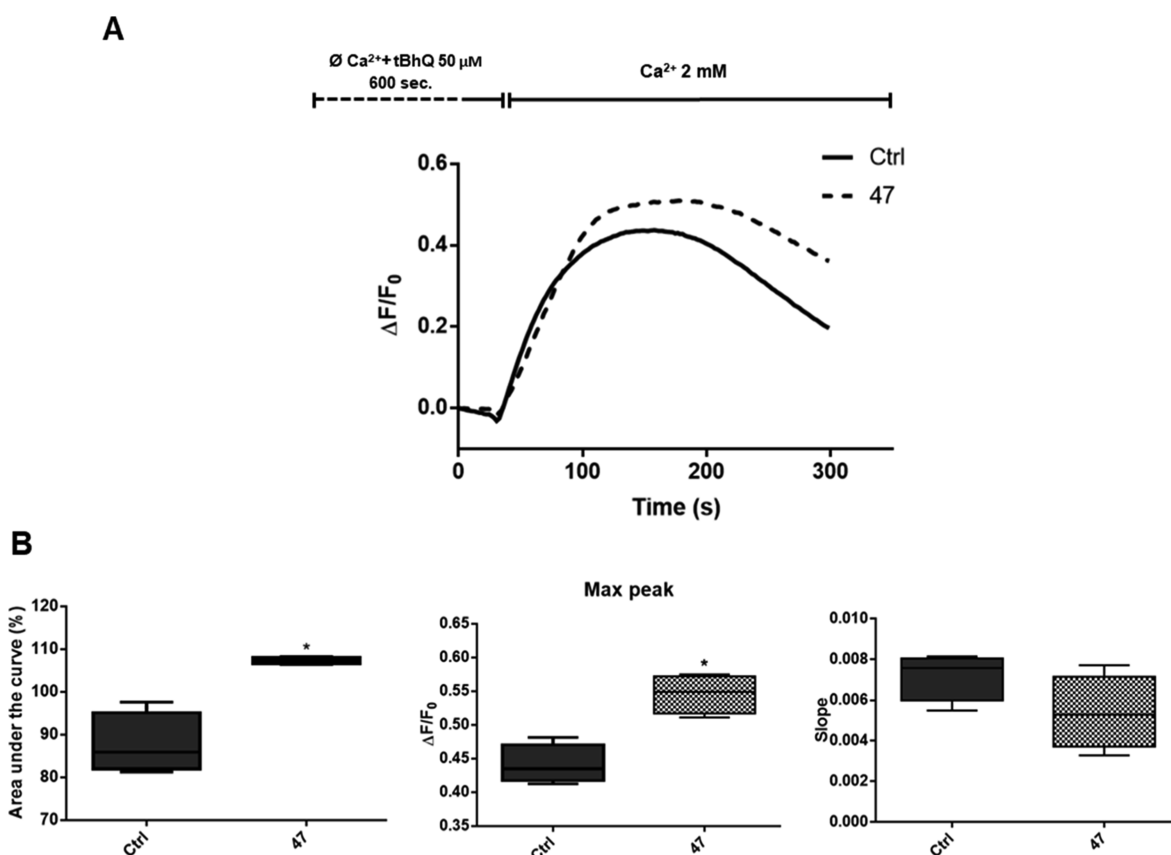 A
Ø Ca²⁺+ tBhQ 50 µM
600 sec.
Ca²⁺ 2 mM
Ctrl
47
ΔF/F₀
0.6
0.4
0.2
0.0
0 100 200 300
Time (s)
B
Area under the curve (%)
120
110
100
90
80
70
*
Ctrl 47
Max peak
ΔF/F₀
0.65
0.60
0.55
0.50
0.45
0.40
0.35
*
Ctrl 47
Slope
0.010
0.008
0.006
0.004
0.002
0.000
Ctrl 47